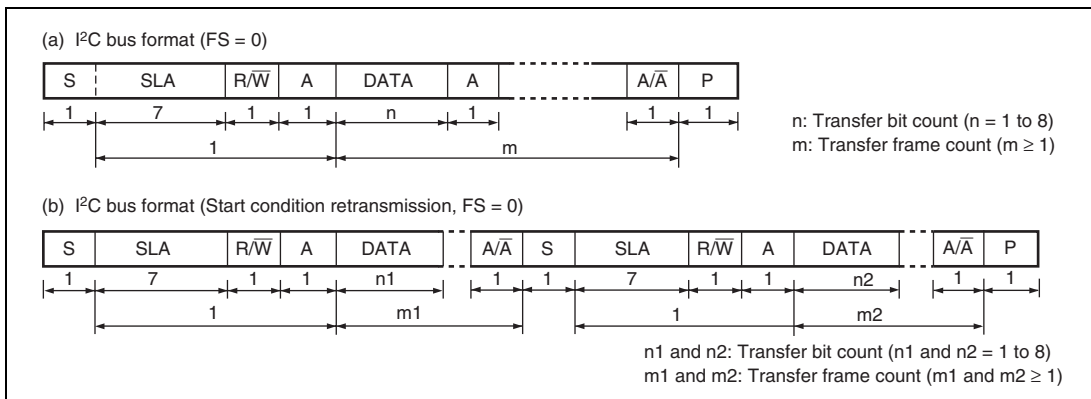 (a) I²C bus format (FS = 0)
S SLA R/W̅ A DATA A A/A̅ P
1 7 1 1 n 1 1 1
1 m
n: Transfer bit count (n = 1 to 8)
m: Transfer frame count (m ≥ 1)
(b) I²C bus format (Start condition retransmission, FS = 0)
S SLA R/W̅ A DATA A/A̅ S SLA R/W̅ A DATA A/A̅ P
1 7 1 1 n1 1 1 7 1 1 n2 1 1
1 m1 1 m2
n1 and n2: Transfer bit count (n1 and n2 = 1 to 8)
m1 and m2: Transfer frame count (m1 and m2 ≥ 1)